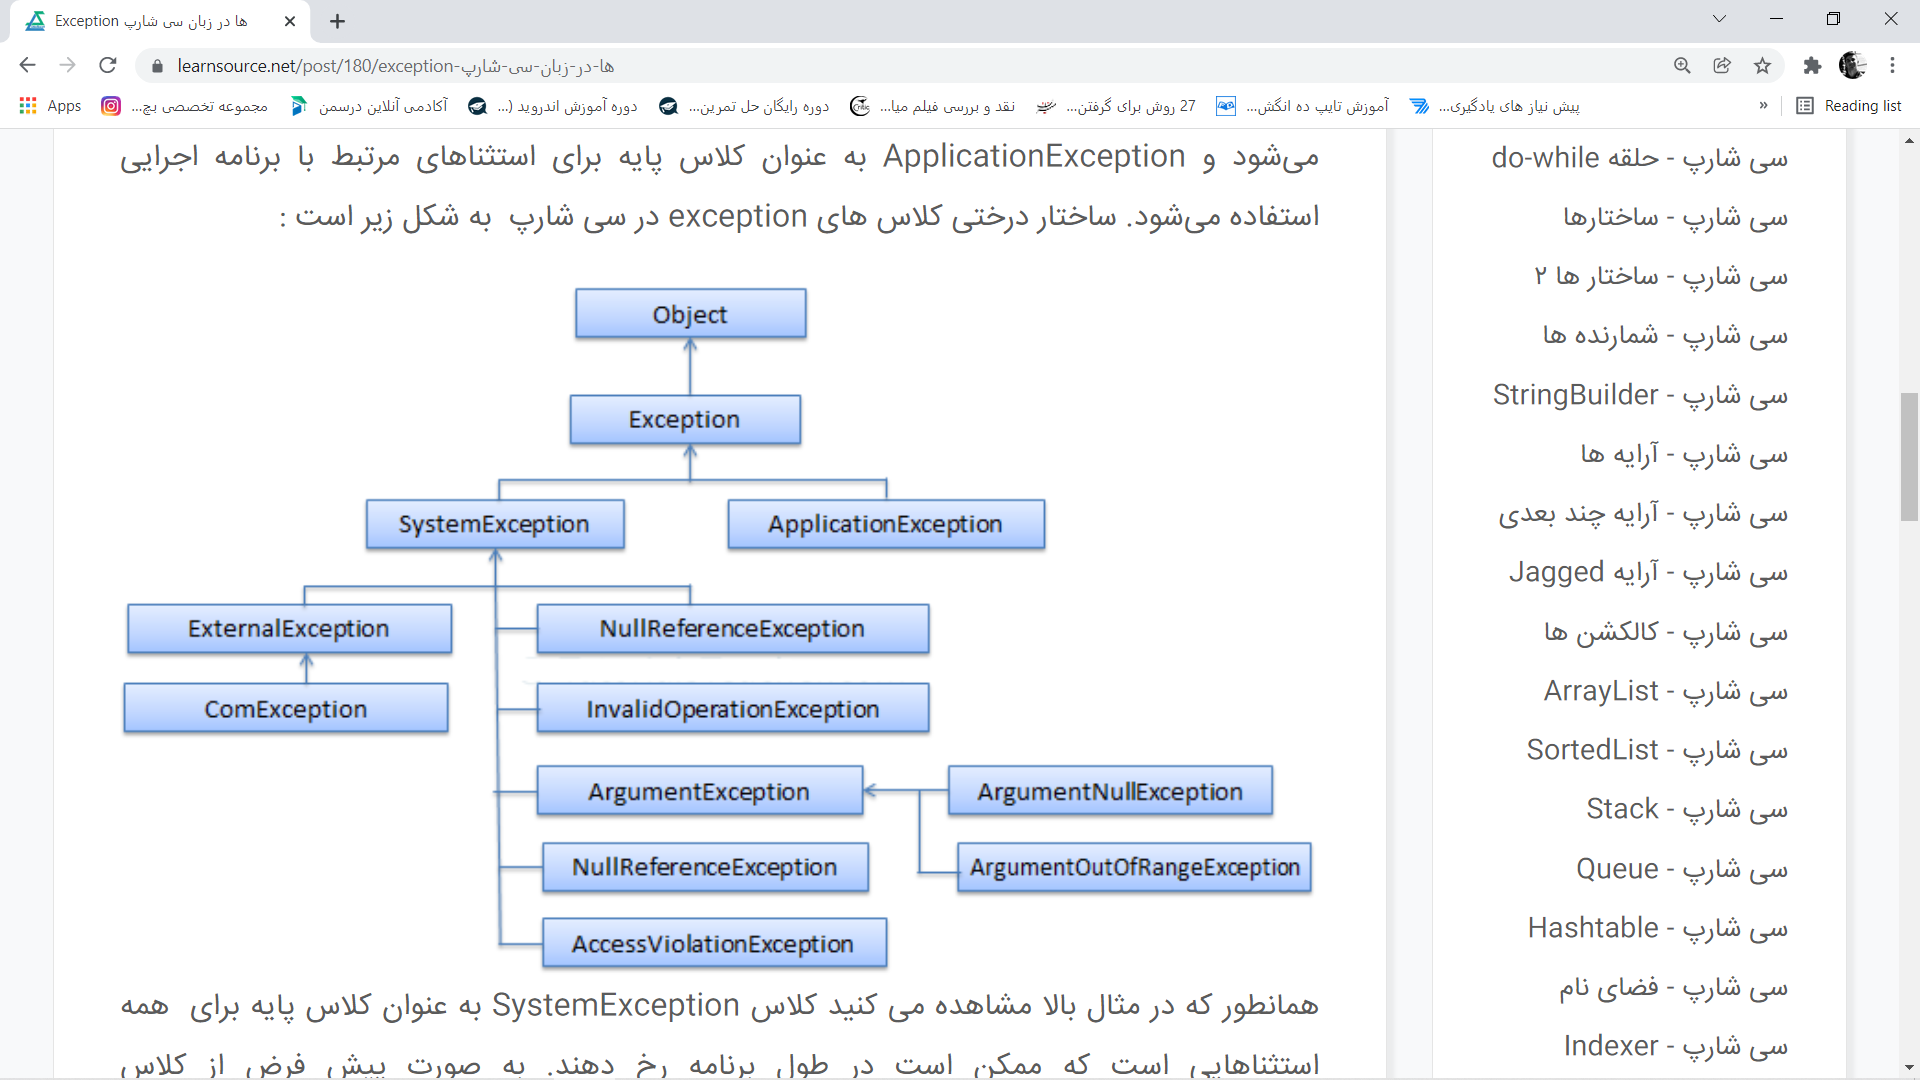 Exception ها در زبان سی شارپ
learnsource.net/post/180/exception-ها-در-زبان-سی-شارپ
Apps
مجموعه تخصصی بچ...
آکادمی آنلاین درسمن
دوره آموزش اندروید (...
دوره رایگان حل تمرین...
نقد و بررسی فیلم میا...
27 روش برای گرفتن...
آموزش تایپ ده انگش...
پیش نیاز های یادگیری...
»
Reading list
می‌شود و ApplicationException به عنوان کلاس پایه برای استثناهای مرتبط با برنامه اجرایی
استفاده می‌شود. ساختار درختی کلاس های exception در سی شارپ به شکل زیر است :
Object
Exception
SystemException
ApplicationException
ExternalException
NullReferenceException
ComException
InvalidOperationException
ArgumentException
ArgumentNullException
NullReferenceException
ArgumentOutOfRangeException
AccessViolationException
همانطور که در مثال بالا مشاهده می کنید کلاس SystemException به عنوان کلاس پایه برای همه
استثناهایی است که ممکن است در طول برنامه رخ دهند. به صورت پیش فرض از کلاس
سی شارپ - حلقه do-while
سی شارپ - ساختارها
سی شارپ - ساختار ها ۲
سی شارپ - شمارنده ها
سی شارپ - StringBuilder
سی شارپ - آرایه ها
سی شارپ - آرایه چند بعدی
سی شارپ - آرایه Jagged
سی شارپ - کالکشن ها
سی شارپ - ArrayList
سی شارپ - SortedList
سی شارپ - Stack
سی شارپ - Queue
سی شارپ - Hashtable
سی شارپ - فضای نام
سی شارپ - Indexer